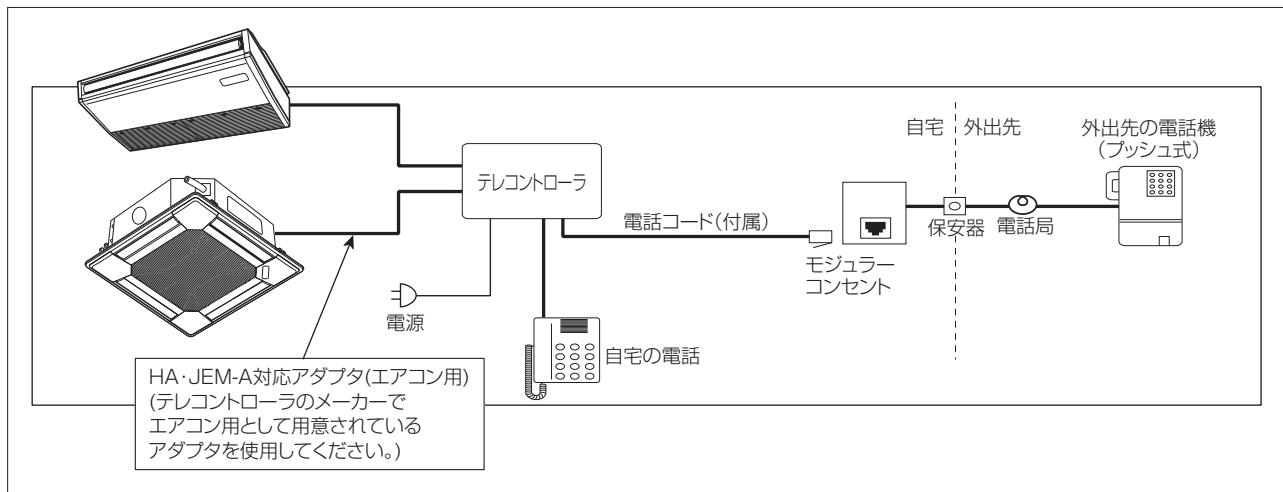 自宅
外出先
外出先の電話機
（プッシュ式）
テレコントローラ
電話コード（付属）
保安器
電話局
モジュラー
コンセント
電源
自宅の電話
HA・JEM-A対応アダプタ(エアコン用)
(テレコントローラのメーカーで
エアコン用として用意されている
アダプタを使用してください。)